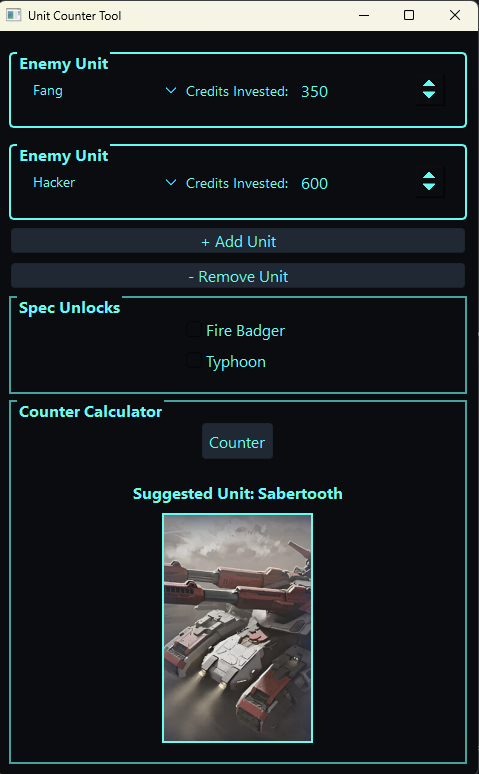 Unit Counter Tool
Enemy Unit
Fang Credits Invested: 350
Enemy Unit
Hacker Credits Invested: 600
+ Add Unit
- Remove Unit
Spec Unlocks
Fire Badger
Typhoon
Counter Calculator
Counter
Suggested Unit: Sabertooth